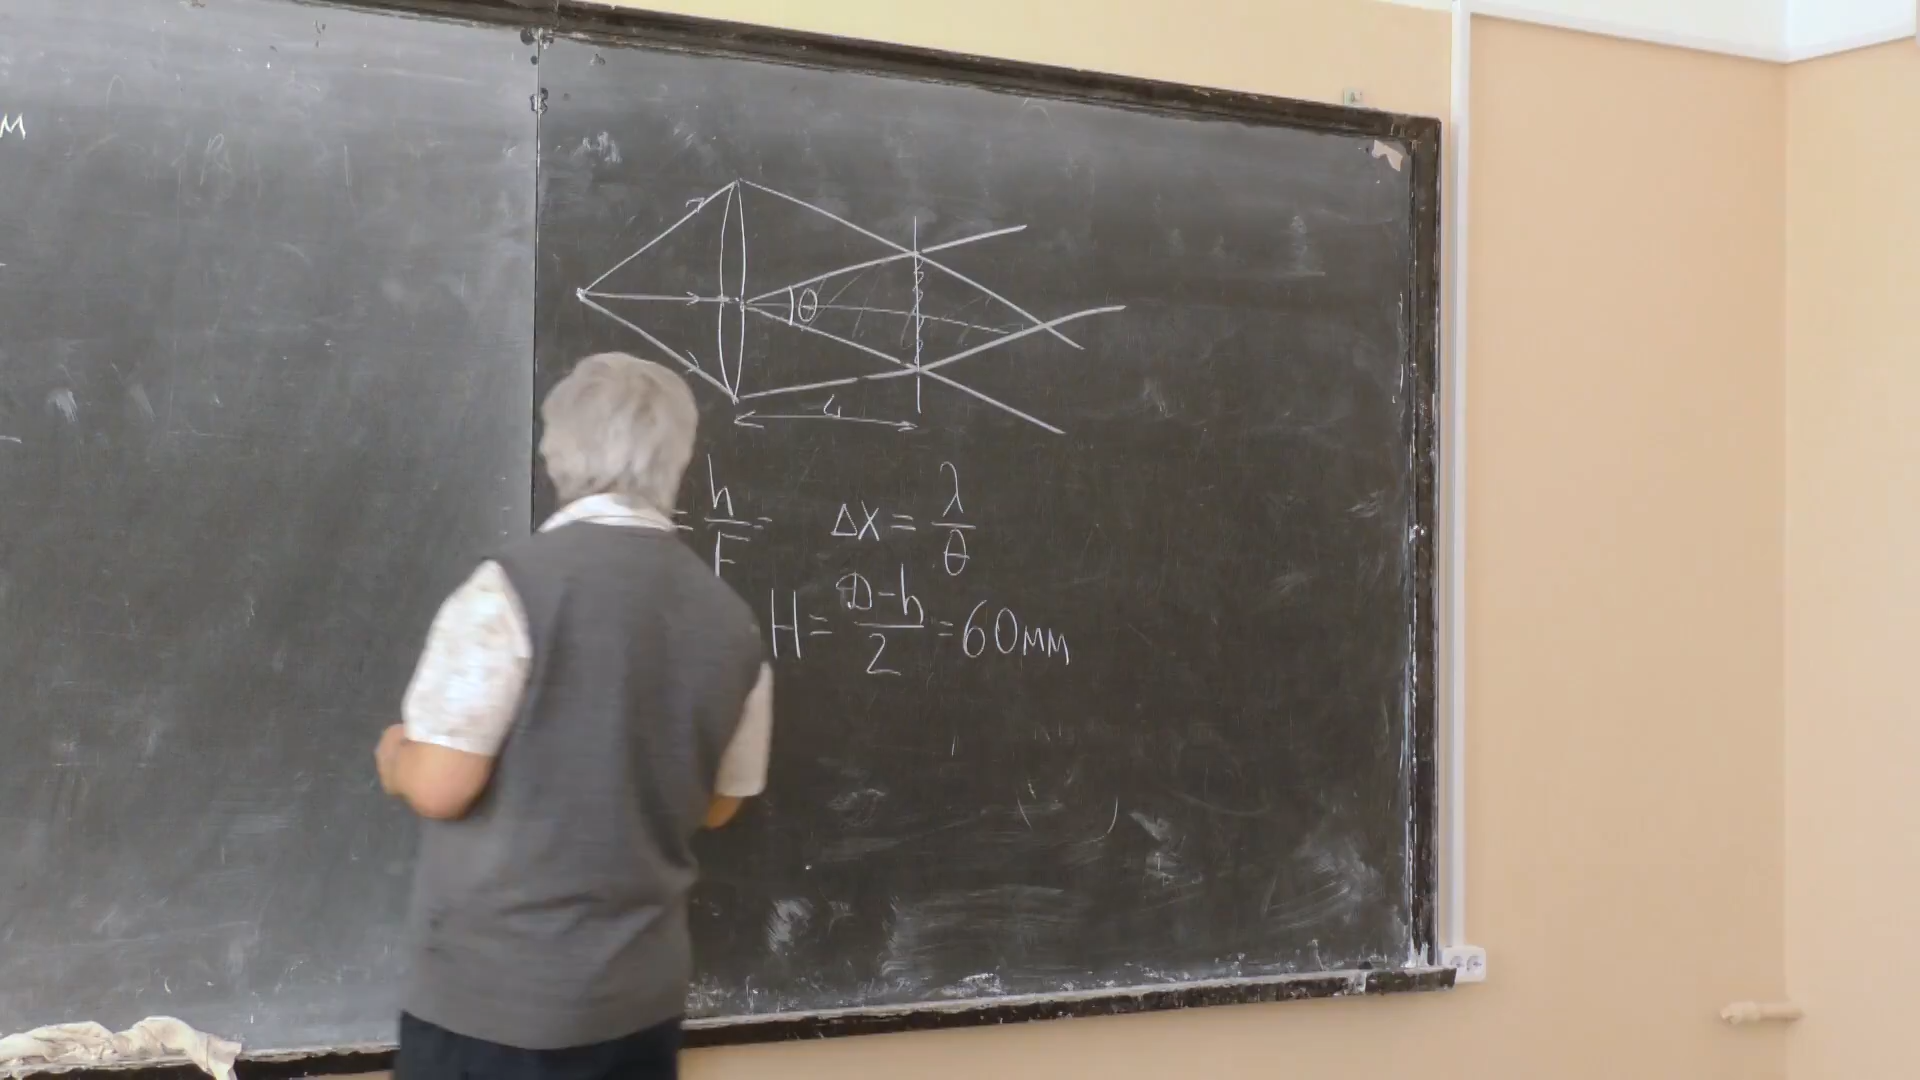 м
θ
L
= h/F =
Δx = λ/θ
H = D-h/2 = 60мм